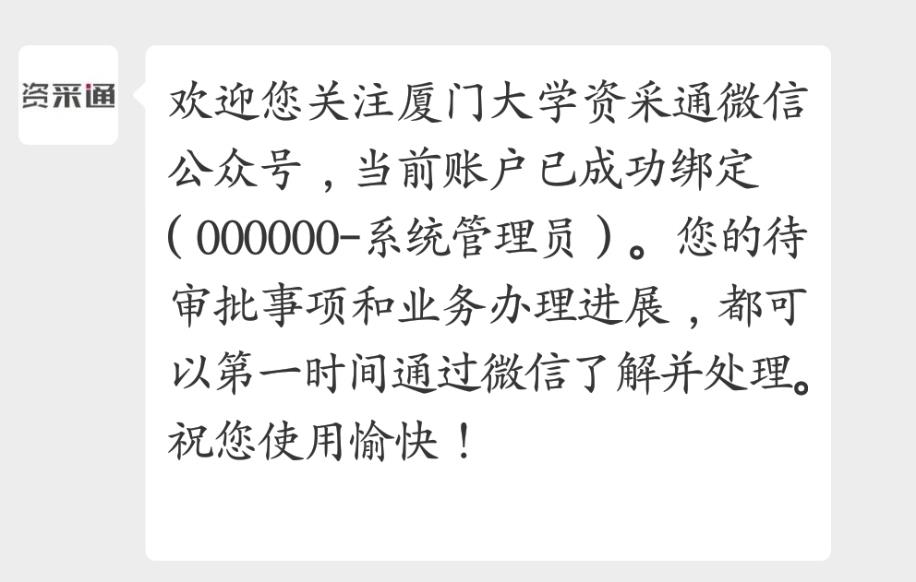 资采通
欢迎您关注厦门大学资采通微信
公众号，当前账户已成功绑定
（000000-系统管理员）。您的待
审批事项和业务办理进展，都可
以第一时间通过微信了解并处理。
祝您使用愉快！